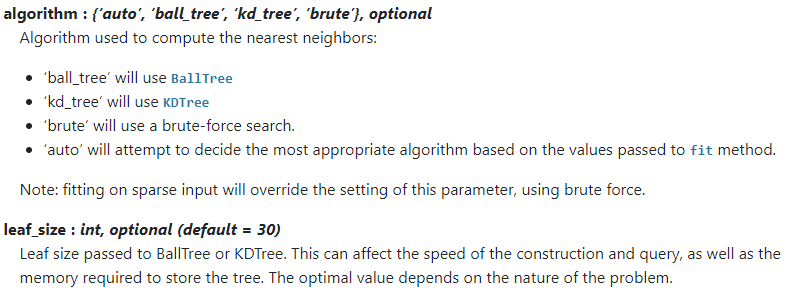 algorithm : {‘auto’, ‘ball_tree’, ‘kd_tree’, ‘brute’}, optional
Algorithm used to compute the nearest neighbors:
• ‘ball_tree’ will use BallTree
• ‘kd_tree’ will use KDTree
• ‘brute’ will use a brute-force search.
• ‘auto’ will attempt to decide the most appropriate algorithm based on the values passed to fit method.
Note: fitting on sparse input will override the setting of this parameter, using brute force.
leaf_size : int, optional (default = 30)
Leaf size passed to BallTree or KDTree. This can affect the speed of the construction and query, as well as the
memory required to store the tree. The optimal value depends on the nature of the problem.